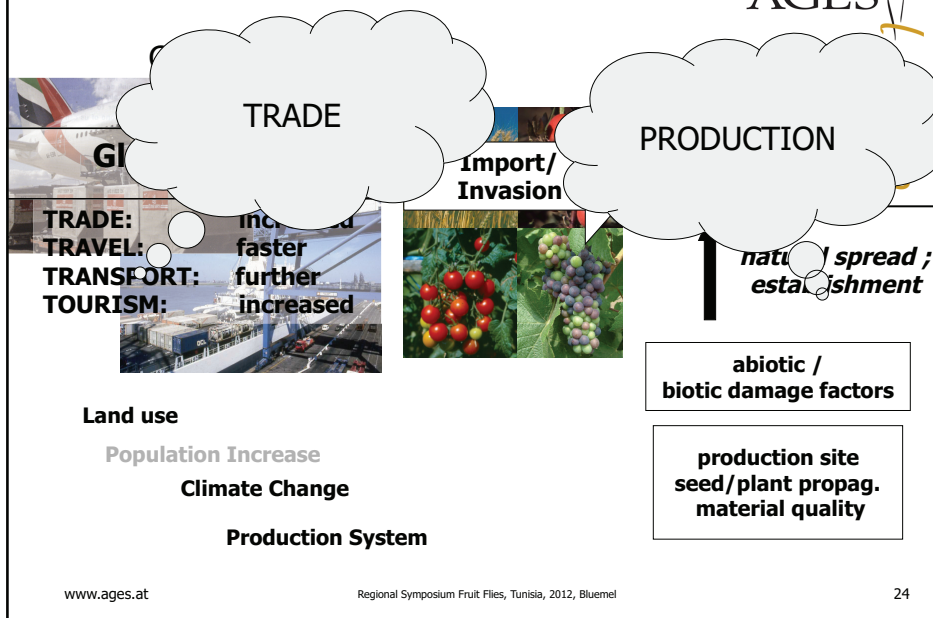 AGES
TRADE
PRODUCTION
Import/
Invasion
TRADE:
TRAVEL: faster
TRANSPORT: further
TOURISM: increased
spread ;
abiotic /
biotic damage factors
Land use
Population Increase
Climate Change
Production System
production site
seed/plant propag.
material quality
www.ages.at
Regional Symposium Fruit Flies, Tunisia, 2012, Bluemel
24